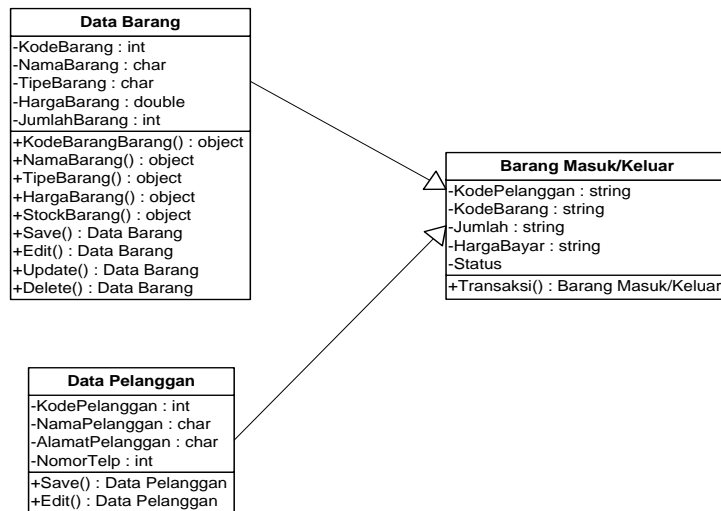 Data Barang
-KodeBarang : int
-NamaBarang : char
-TipeBarang : char
-HargaBarang : double
-JumlahBarang : int
+KodeBarangBarang() : object
+NamaBarang() : object
+TipeBarang() : object
+HargaBarang() : object
+StockBarang() : object
+Save() : Data Barang
+Edit() : Data Barang
+Update() : Data Barang
+Delete() : Data Barang
Barang Masuk/Keluar
-KodePelanggan : string
-KodeBarang : string
-Jumlah : string
-HargaBayar : string
-Status
+Transaksi() : Barang Masuk/Keluar
Data Pelanggan
-KodePelanggan : int
-NamaPelanggan : char
-AlamatPelanggan : char
-NomorTelp : int
+Save() : Data Pelanggan
+Edit() : Data Pelanggan